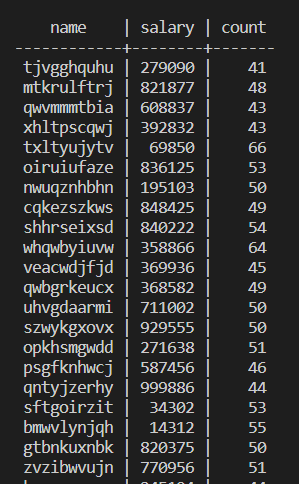 name | salary | count
------------+--------+-------
tjvgghquhu | 279090 | 41
mtkrulftrj | 821877 | 48
qwvmmmtbia | 608837 | 43
xhltpscqwj | 392832 | 43
txltyujytv | 69850 | 66
oiruiufaze | 836125 | 53
nwuqznhbhn | 195103 | 50
cqkezszkws | 848425 | 49
shhrseixsd | 840222 | 54
whqwbyiuvw | 358866 | 64
veacwdjfjd | 369936 | 45
qwbgrkeucx | 368582 | 49
uhvgdaarmi | 711002 | 50
szwykgxovx | 929555 | 50
opkhsmgwdd | 271638 | 51
psgfknhwcj | 587456 | 46
qntyjzerhy | 999886 | 44
sftgoirzit | 34302 | 53
bmwvlynjqh | 14312 | 55
gtbnkuxnbk | 820375 | 50
zvzibwvujn | 770956 | 51